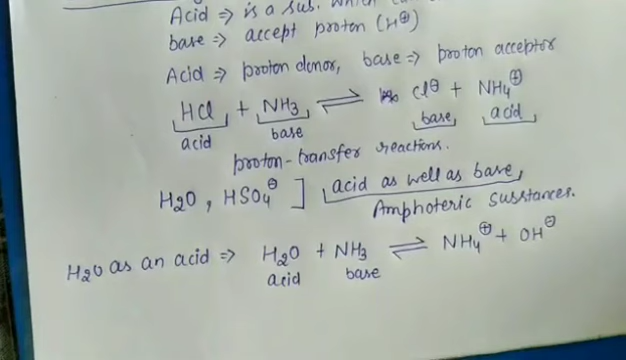 Acid => is a sub. which
base => accept proton (H⊕)
Acid => proton donor, base => proton acceptor
HCl + NH3 ⇌ Cl⊖ + NH4⊕
acid base base acid
proton-transfer reactions.
H2O, HSO4⊖ ] acid as well as base,
Amphoteric substances.
H2O as an acid => H2O + NH3 ⇌ NH4⊕ + OH⊖
acid base